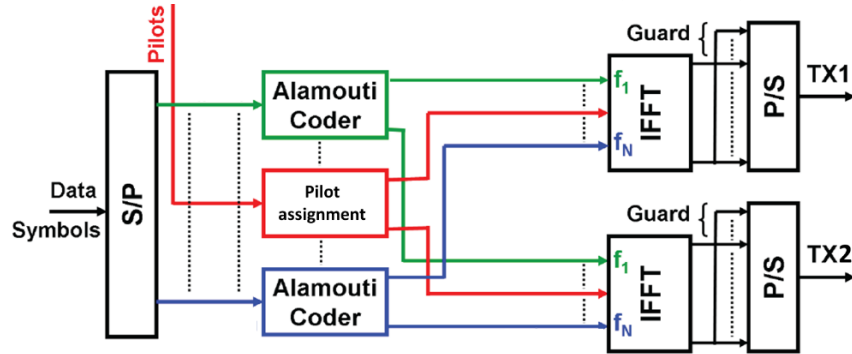 Pilots
Data
Symbols
S/P
Alamouti
Coder
Pilot
assignment
Alamouti
Coder
f1
fN
IFFT
Guard {
P/S
TX1
f1
fN
IFFT
Guard {
P/S
TX2